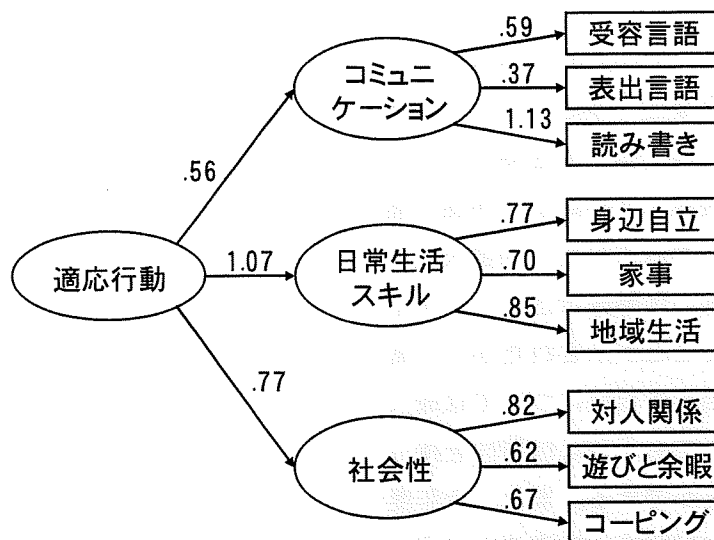 .59
受容言語
コミュニ
ケーション
.37
表出言語
1.13
読み書き
.56
.77
身辺自立
適応行動
1.07
日常生活
スキル
.70
家事
.85
地域生活
.77
.82
対人関係
社会性
.62
遊びと余暇
.67
コーピング